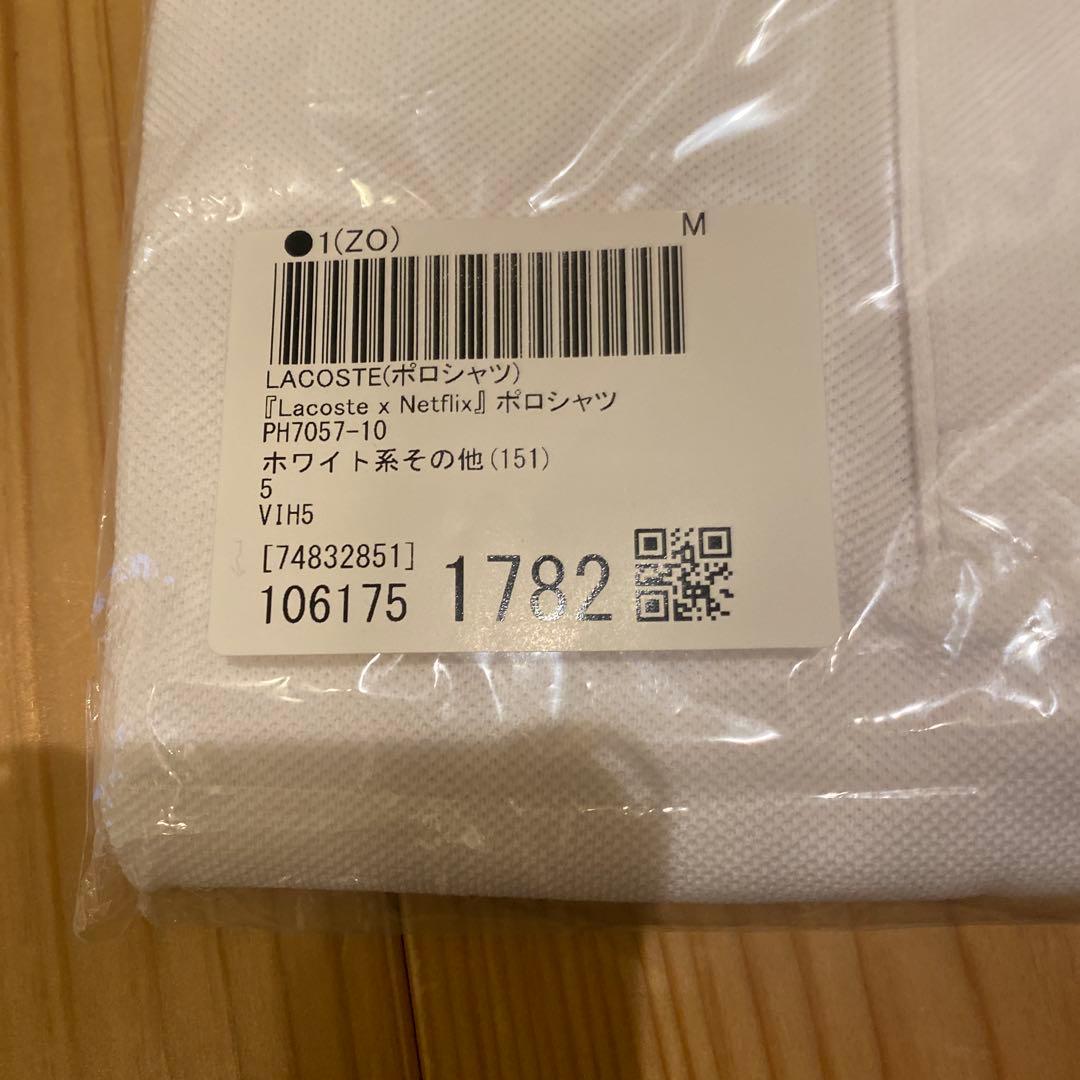 ●1(ZO) M
LACOSTE(ポロシャツ)
『Lacoste x Netflix』 ポロシャツ
PH7057-10
ホワイト系その他(151)
5
VIH5
[74832851]
106175 1782